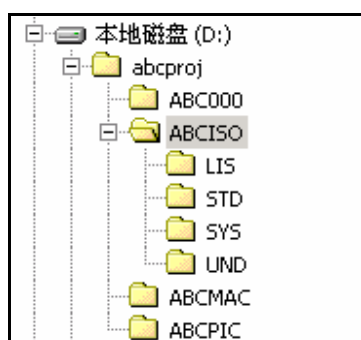 本地磁盘 (D:)
abcproj
ABC000
ABCISO
LIS
STD
SYS
UND
ABCMAC
ABCPIC